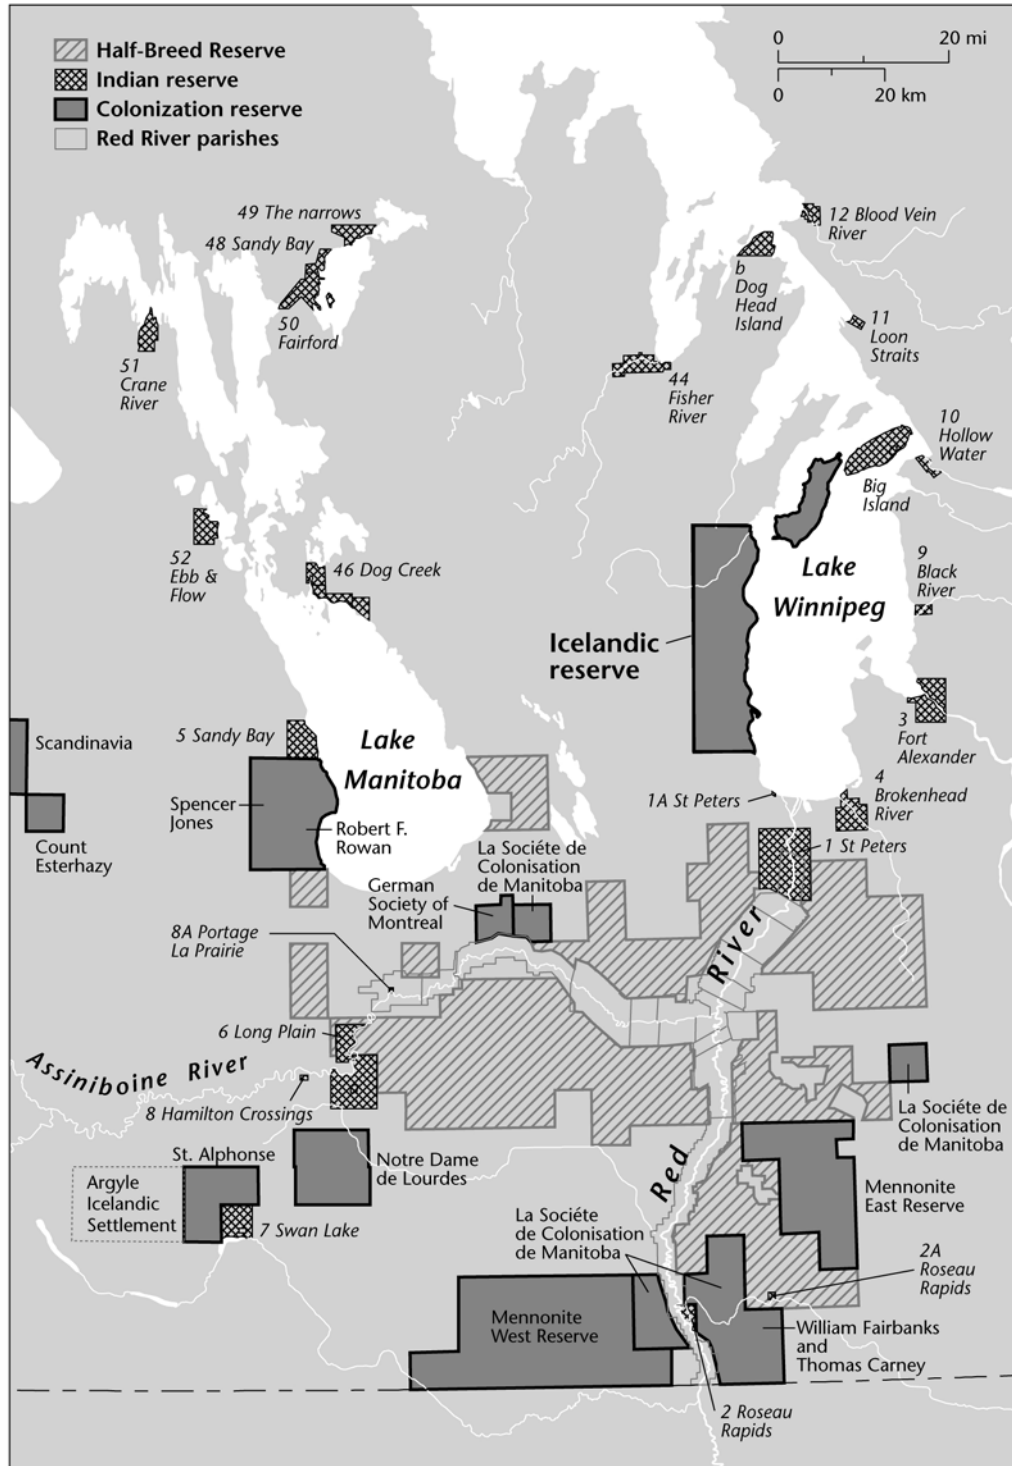 Half-Breed Reserve
Indian reserve
Colonization reserve
Red River parishes
0 20 mi
0 20 km
49 The narrows
48 Sandy Bay
50
Fairford
51
Crane
River
12 Blood Vein
River
b
Dog
Head
Island
11
Loon
Straits
44
Fisher
River
10
Hollow
Water
Big
Island
52
Ebb &
Flow
46 Dog Creek
Lake
Winnipeg
9
Black
River
Icelandic
reserve
3
Fort
Alexander
Scandinavia
5 Sandy Bay
Lake
Manitoba
Spencer
Jones
Robert F.
Rowan
Count
Esterhazy
1A St Peters
4
Brokenhead
River
1 St Peters
La Sociéte de
Colonisation
de Manitoba
German
Society of
Montreal
8A Portage
La Prairie
River
6 Long Plain
Assiniboine River
8 Hamilton Crossings
La Sociéte de
Colonisation
de Manitoba
St. Alphonse
Argyle
Icelandic
Settlement
Notre Dame
de Lourdes
7 Swan Lake
Red
Mennonite
East Reserve
La Sociéte
de Colonisation
de Manitoba
2A
Roseau
Rapids
Mennonite
West Reserve
William Fairbanks
and
Thomas Carney
2 Roseau
Rapids